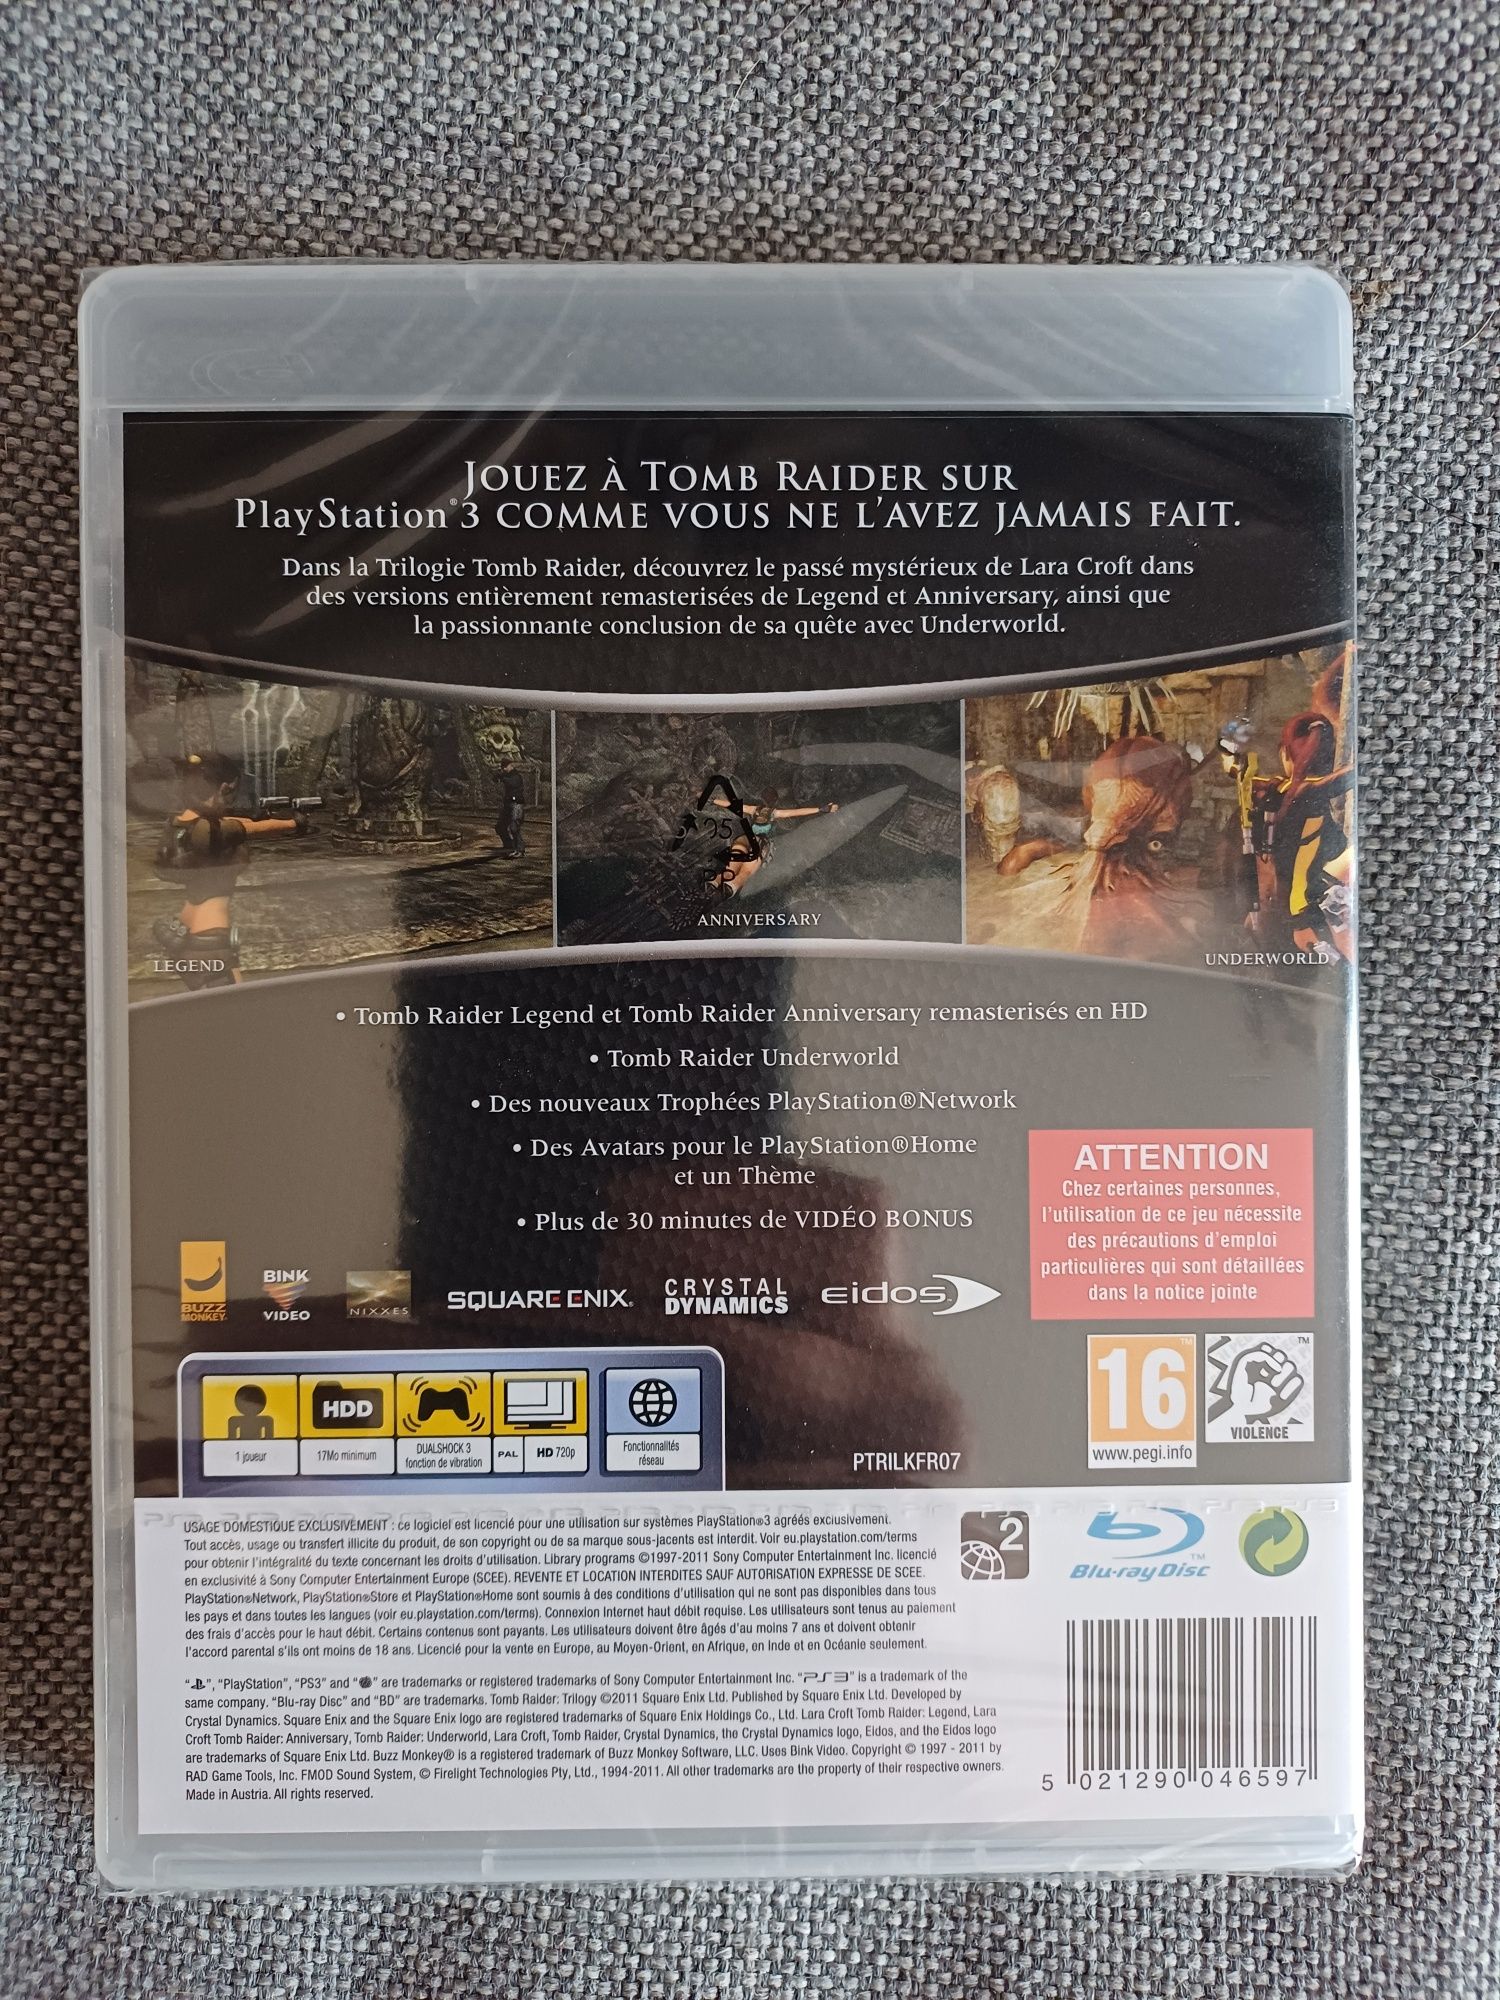 JOUEZ À TOMB RAIDER SUR
PlayStation®3 COMME VOUS NE L'AVEZ JAMAIS FAIT.
Dans la Trilogie Tomb Raider, découvrez le passé mystérieux de Lara Croft dans
des versions entièrement remasterisées de Legend et Anniversary, ainsi que
la passionnante conclusion de sa quête avec Underworld.
LEGEND
ANNIVERSARY
UNDERWORLD
05
PP
• Tomb Raider Legend et Tomb Raider Anniversary remasterisés en HD
• Tomb Raider Underworld
• Des nouveaux Trophées PlayStation®Network
• Des Avatars pour le PlayStation®Home
et un Thème
• Plus de 30 minutes de VIDÉO BONUS
ATTENTION
Chez certaines personnes,
l'utilisation de ce jeu nécessite
des précautions d'emploi
particulières qui sont détaillées
dans la notice jointe
BUZZ
MONKEY
BINK
VIDEO
NIXXES
SQUARE ENIX.
CRYSTAL
DYNAMICS
eidos
16
www.pegi.info
VIOLENCE
HDD
1 joueur
17Mo minimum
DUALSHOCK 3
fonction de vibration
PAL
HD 720p
Fonctionnalités
réseau
PTRILKFR07
USAGE DOMESTIQUE EXCLUSIVEMENT : ce logiciel est licencié pour une utilisation sur systèmes PlayStation®3 agréés exclusivement.
Tout accès, usage ou transfert illicite du produit, de son copyright ou de sa marque sous-jacents est interdit. Voir eu.playstation.com/terms
pour obtenir l'intégralité du texte concernant les droits d'utilisation. Library programs ©1997-2011 Sony Computer Entertainment Inc. licencié
en exclusivité à Sony Computer Entertainment Europe (SCEE). REVENTE ET LOCATION INTERDITES SAUF AUTORISATION EXPRESSE DE SCEE.
PlayStation®Network, PlayStation®Store et PlayStation®Home sont soumis à des conditions d'utilisation qui ne sont pas disponibles dans tous
les pays et dans toutes les langues (voir eu.playstation.com/terms). Connexion Internet haut débit requise. Les utilisateurs sont tenus au paiement
des frais d'accès pour le haut débit. Certains contenus sont payants. Les utilisateurs doivent être âgés d'au moins 7 ans et doivent obtenir
l'accord parental s'ils ont moins de 18 ans. Licencié pour la vente en Europe, au Moyen-Orient, en Afrique, en Inde et en Océanie seulement.
2
Blu-ray Disc™
" ", "PlayStation", "PS3" and " " are trademarks or registered trademarks of Sony Computer Entertainment Inc. "PS3" is a trademark of the
same company. "Blu-ray Disc" and "BD" are trademarks. Tomb Raider: Trilogy ©2011 Square Enix Ltd. Published by Square Enix Ltd. Developed by
Crystal Dynamics. Square Enix and the Square Enix logo are registered trademarks of Square Enix Holdings Co., Ltd. Lara Croft Tomb Raider: Legend, Lara
Croft Tomb Raider: Anniversary, Tomb Raider: Underworld, Lara Croft, Tomb Raider, Crystal Dynamics, the Crystal Dynamics logo, Eidos, and the Eidos logo
are trademarks of Square Enix Ltd. Buzz Monkey® is a registered trademark of Buzz Monkey Software, LLC. Uses Bink Video. Copyright © 1997 - 2011 by
RAD Game Tools, Inc. FMOD Sound System, © Firelight Technologies Pty, Ltd., 1994-2011. All other trademarks are the property of their respective owners.
Made in Austria. All rights reserved.
5 021290 046597